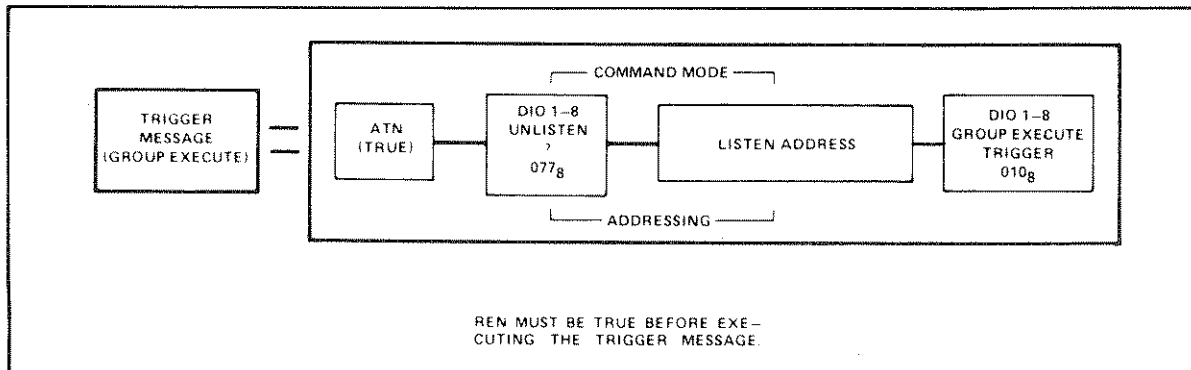 COMMAND MODE
TRIGGER
MESSAGE
(GROUP EXECUTE)
=
ATN
(TRUE)
DIO 1–8
UNLISTEN
?
077₈
LISTEN ADDRESS
DIO 1–8
GROUP EXECUTE
TRIGGER
010₈
ADDRESSING
REN MUST BE TRUE BEFORE EXE–
CUTING THE TRIGGER MESSAGE.